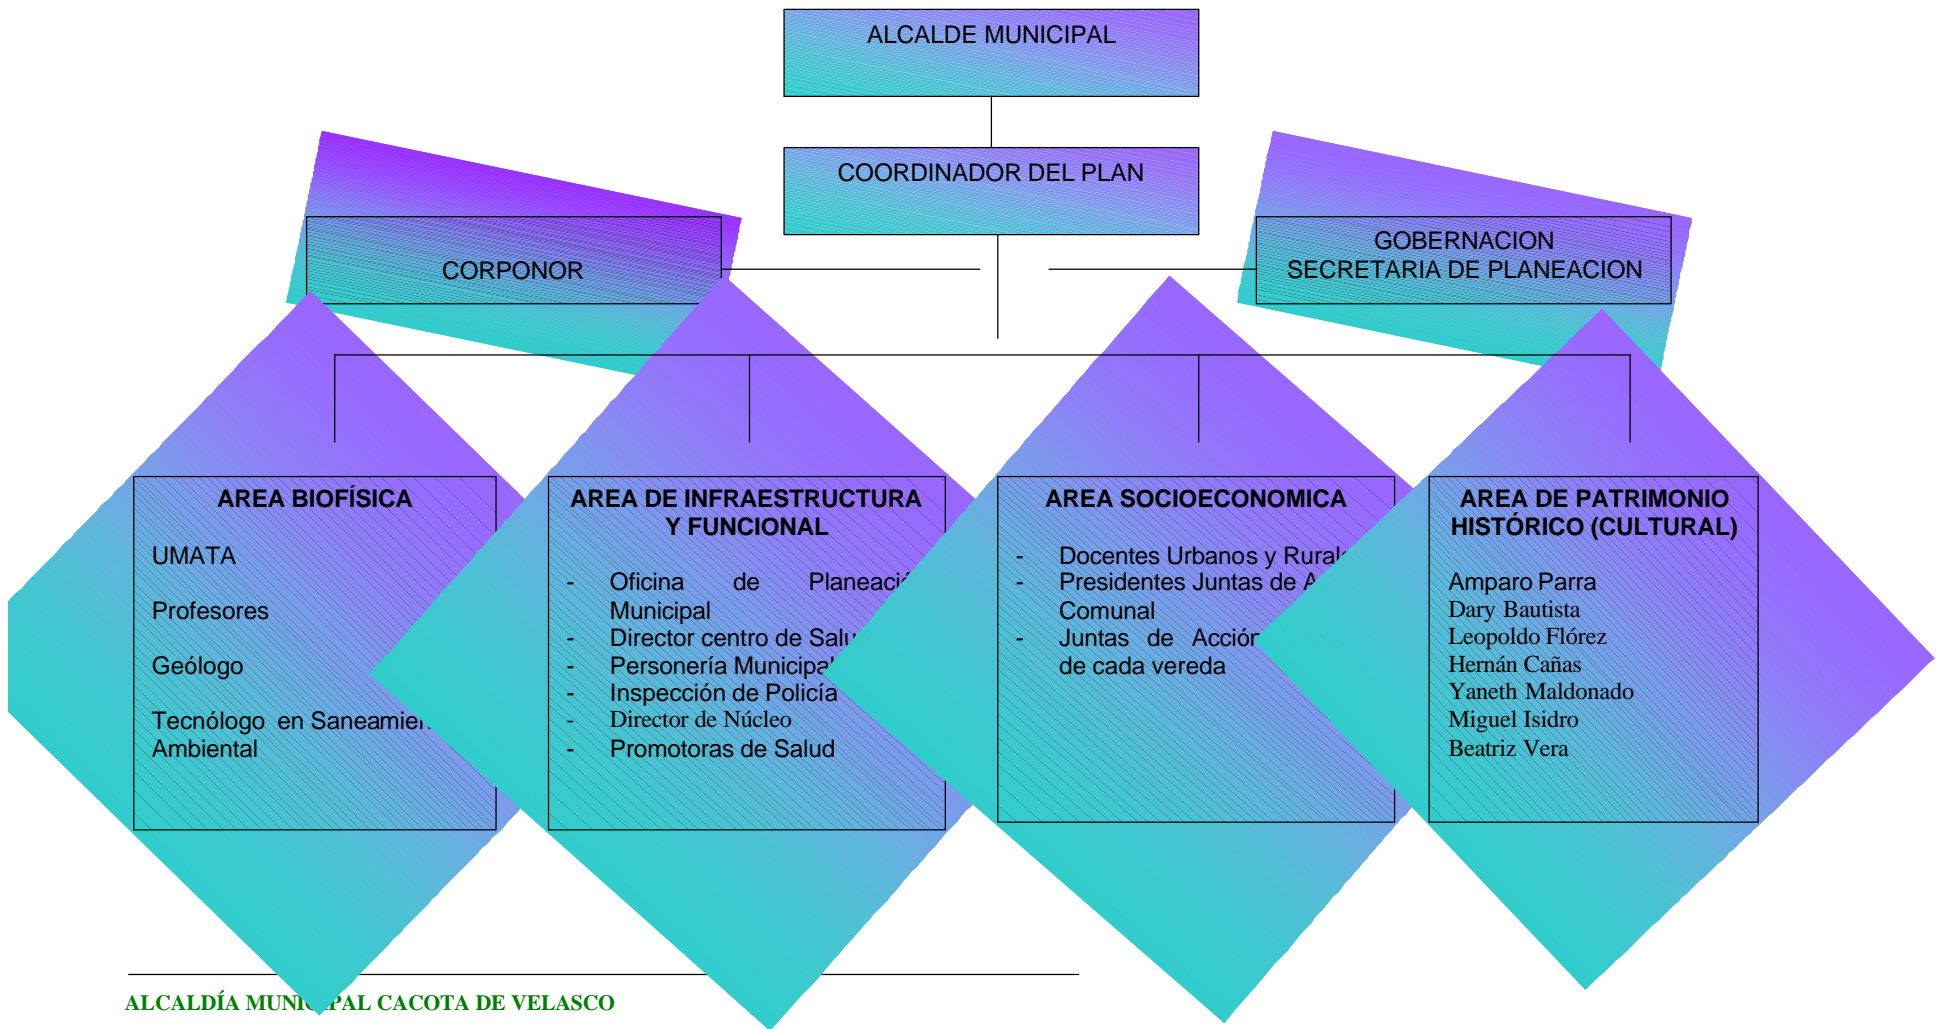 ALCALDE MUNICIPAL
COORDINADOR DEL PLAN
CORPONOR
GOBERNACION
SECRETARIA DE PLANEACION
AREA BIOFÍSICA
UMATA
Profesores
Geólogo
Tecnólogo en
Ambiental
AREA DE INFRAESTRUCTURA
Y FUNCIONAL
- Oficina de
Municipal
- Director centro de
- Personería Municipal
- Inspección de Policía
- Director de Núcleo
- Promotoras de Salud
AREA SOCIOECONOMICA
- Docentes Urbanos y
- Presidentes Juntas de
Comunal
- Juntas de Acción
de cada vereda
AREA DE PATRIMONIO
HISTÓRICO (CULTURAL)
Amparo Parra
Dary Bautista
Leopoldo Flórez
Hernán Cañas
Yaneth Maldonado
Miguel Isidro
Beatriz Vera
ALCALDÍA MUNICIPAL CACOTA DE VELASCO